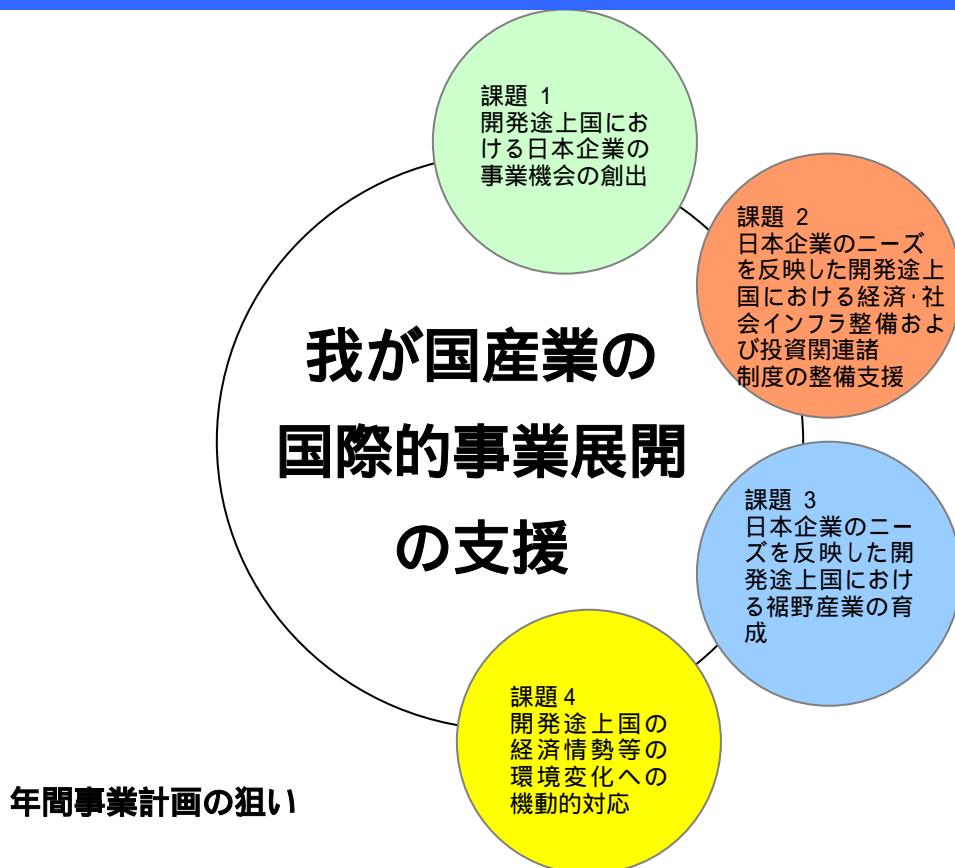 課題 1
開発途上国にお
ける日本企業の
事業機会の創出
課題 2
日本企業のニーズ
を反映した開発途上
国における経済・社
会インフラ整備およ
び投資関連諸
制度の整備支援
我が国産業の
国際的事業展開
の支援
課題 3
日本企業のニー
ズを反映した開
発途上国におけ
る裾野産業の育
成
課題 4
開発途上国の
経済情勢等の
環境変化への
機動的対応
年間事業計画の狙い